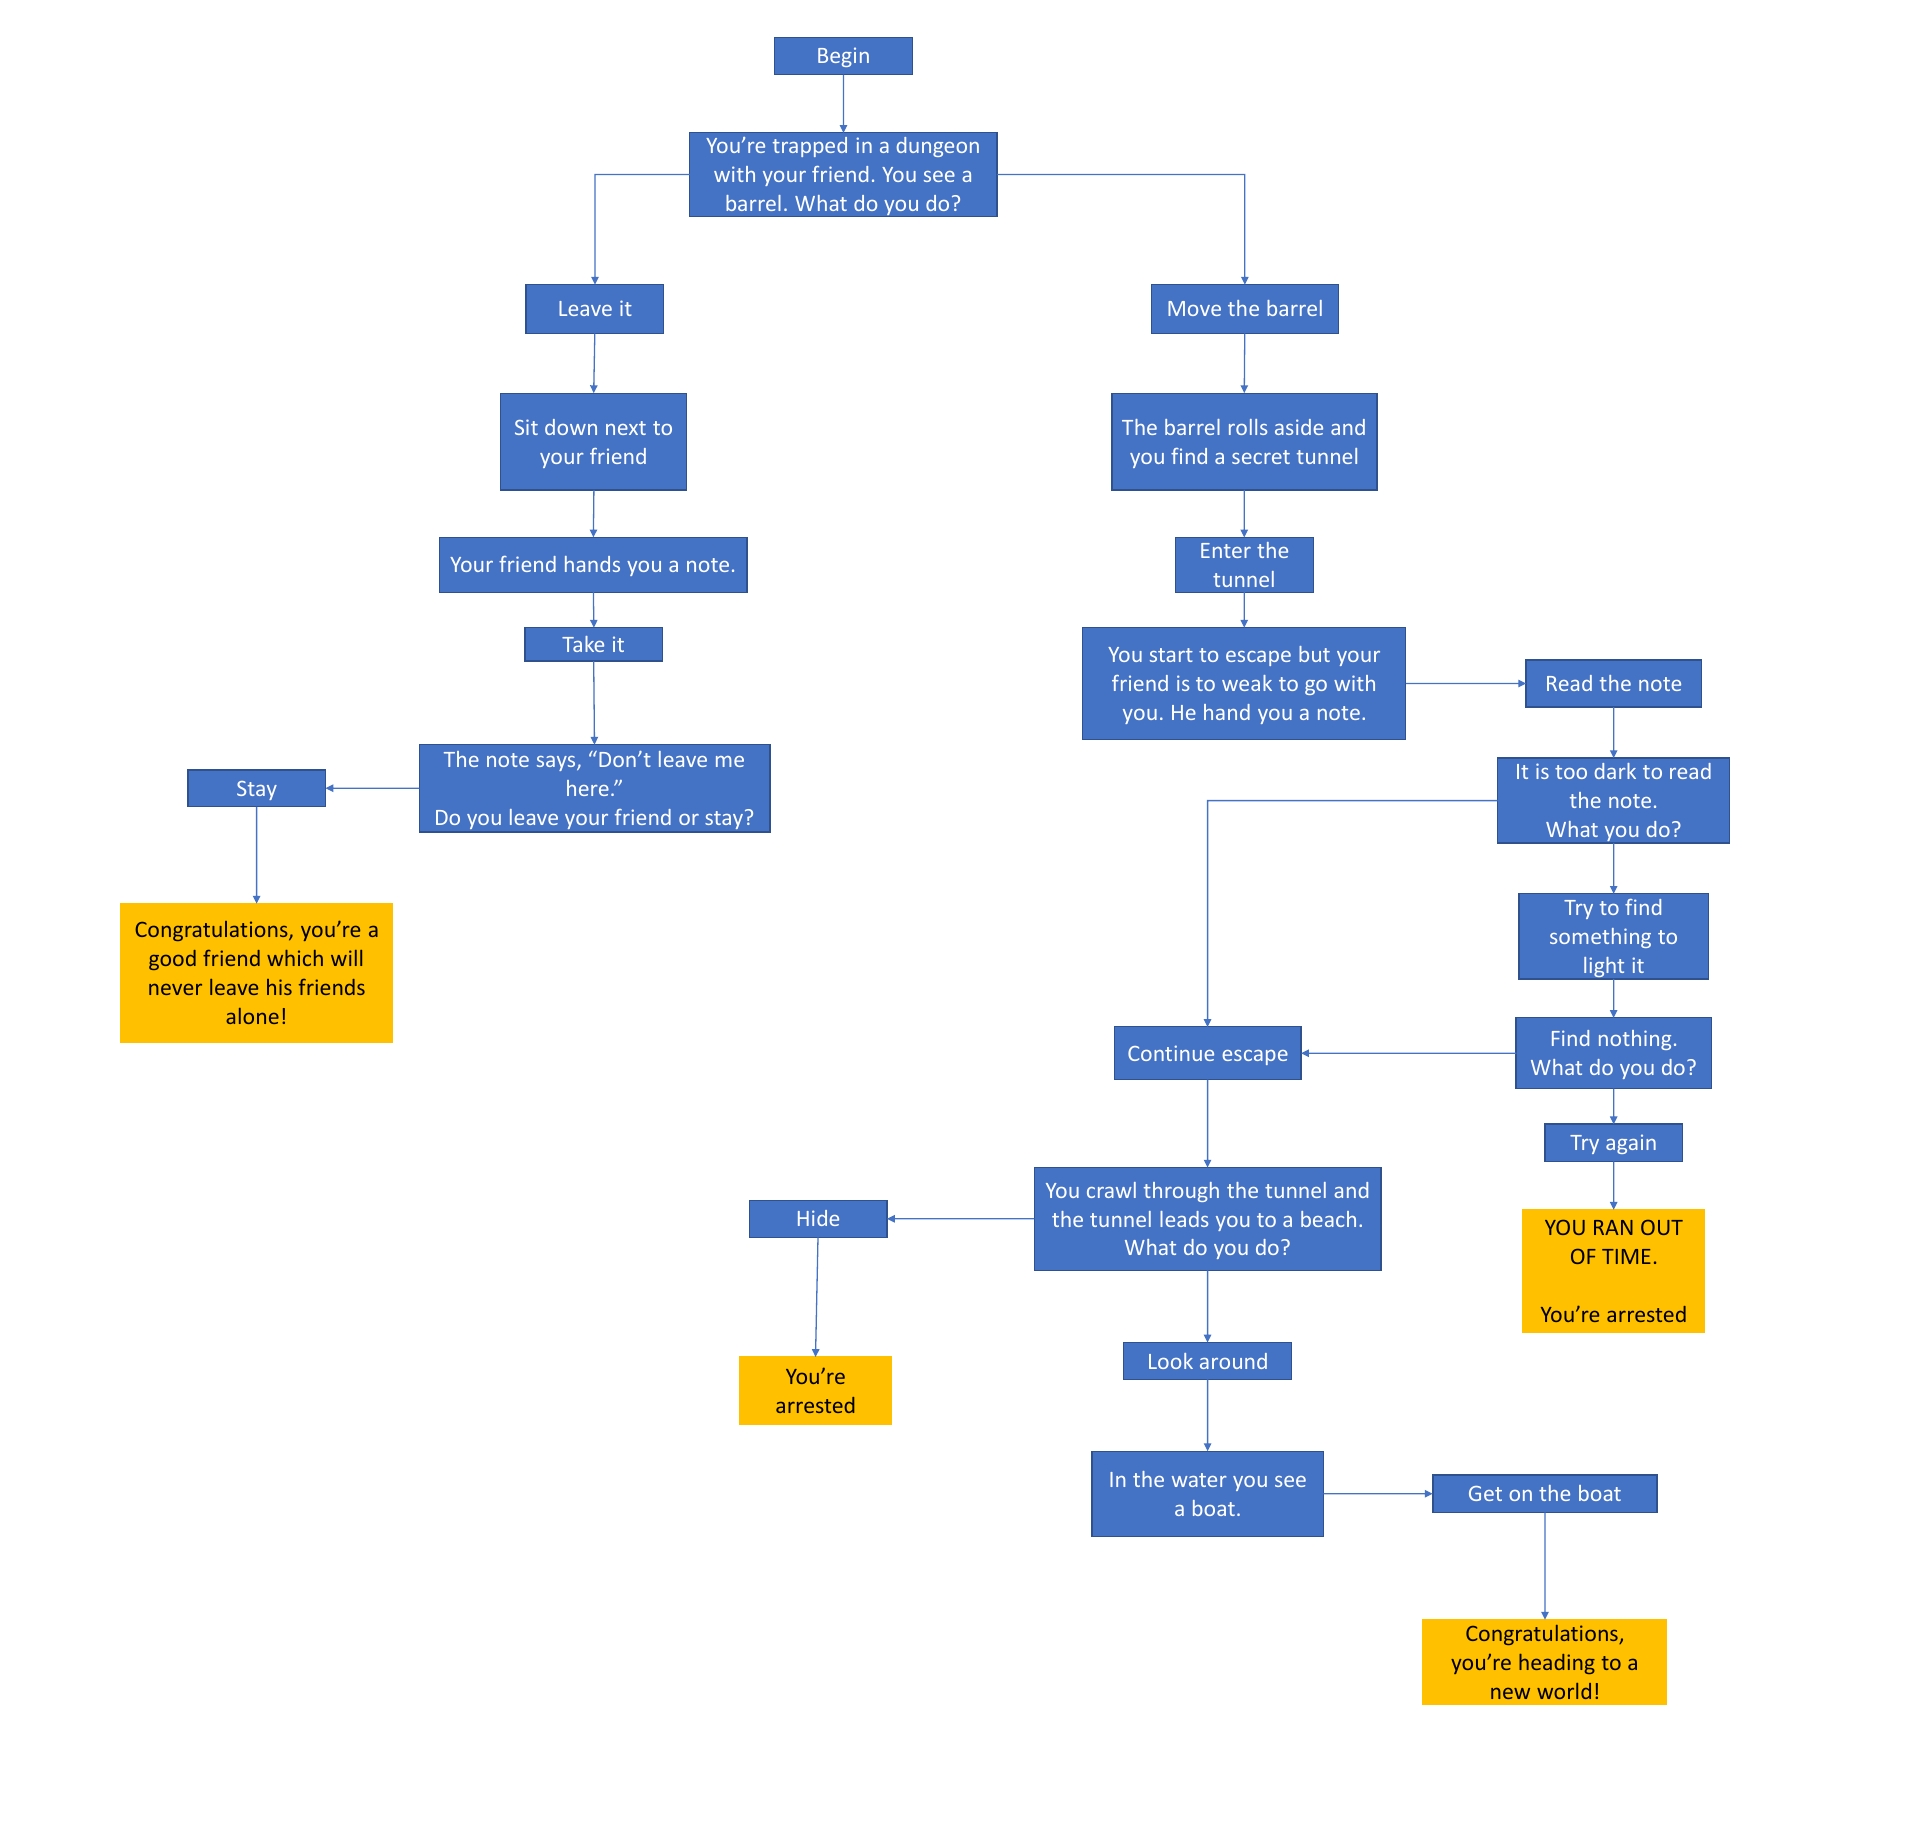 Begin
You’re trapped in a dungeon
with your friend. You see a
barrel. What do you do?
Leave it
Move the barrel
Sit down next to
your friend
The barrel rolls aside and
you find a secret tunnel
Your friend hands you a note.
Enter the
tunnel
Take it
You start to escape but your
friend is to weak to go with
you. He hand you a note.
Read the note
The note says, “Don’t leave me
here.”
Do you leave your friend or stay?
Stay
It is too dark to read
the note.
What you do?
Congratulations, you’re a
good friend which will
never leave his friends
alone!
Try to find
something to
light it
Continue escape
Find nothing.
What do you do?
Try again
You crawl through the tunnel and
the tunnel leads you to a beach.
What do you do?
Hide
YOU RAN OUT
OF TIME.
You’re arrested
You’re
arrested
Look around
In the water you see
a boat.
Get on the boat
Congratulations,
you’re heading to a
new world!